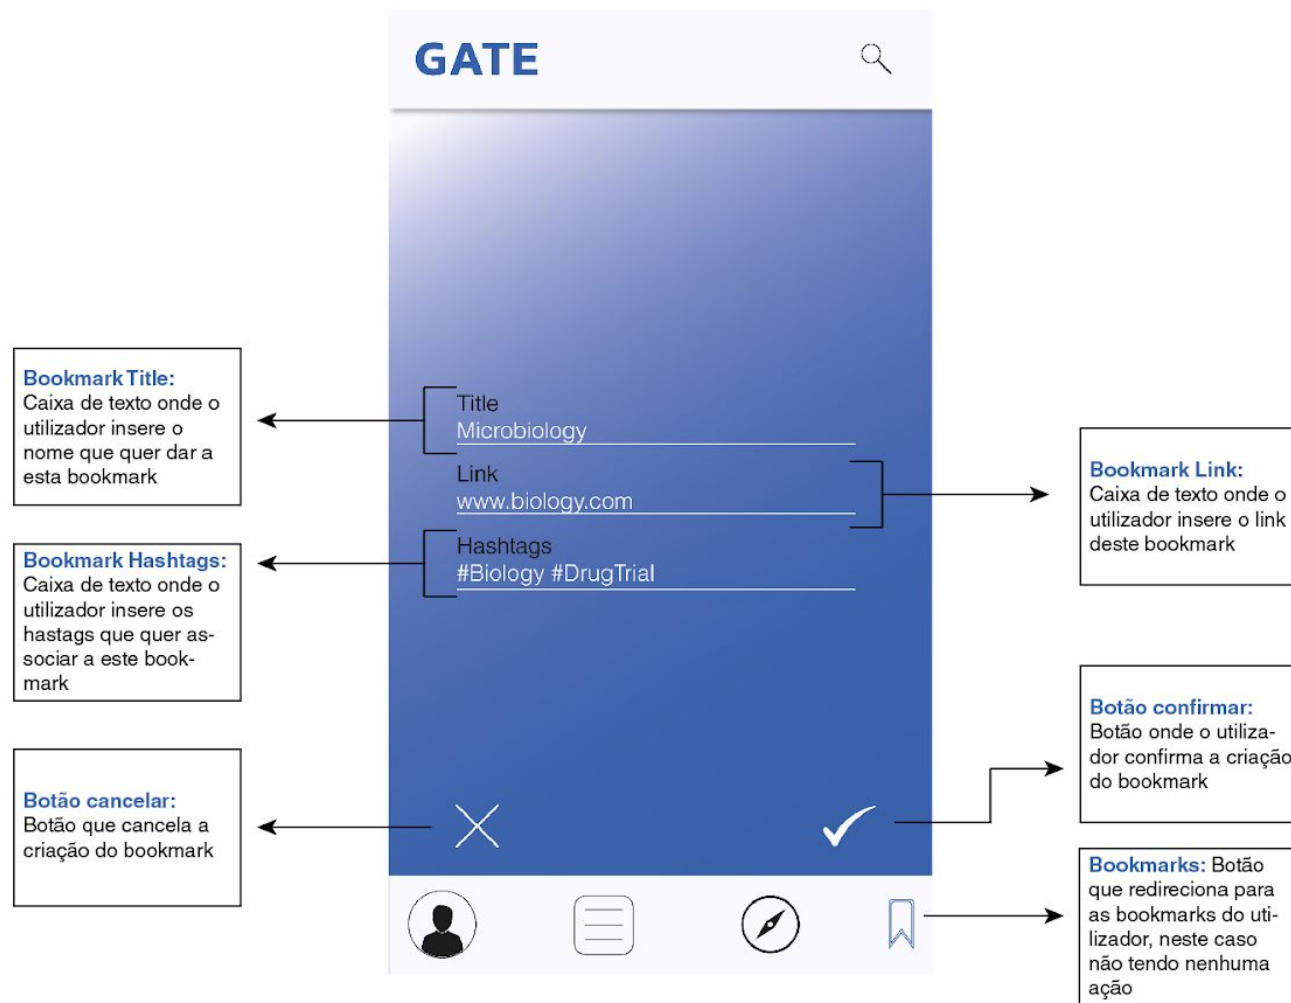 GATE
Bookmark Title:
Caixa de texto onde o
utilizador insere o
nome que quer dar a
esta bookmark
Bookmark Hashtags:
Caixa de texto onde o
utilizador insere os
hastags que quer as-
sociar a este book-
mark
Botão cancelar:
Botão que cancela a
criação do bookmark
Title
Microbiology
Link
www.biology.com
Hashtags
#Biology #DrugTrial
Bookmark Link:
Caixa de texto onde o
utilizador insere o link
deste bookmark
Botão confirmar:
Botão onde o utiliza-
dor confirma a criação
do bookmark
Bookmarks: Botão
que redireciona para
as bookmarks do uti-
lizador, neste caso
não tendo nenhuma
ação